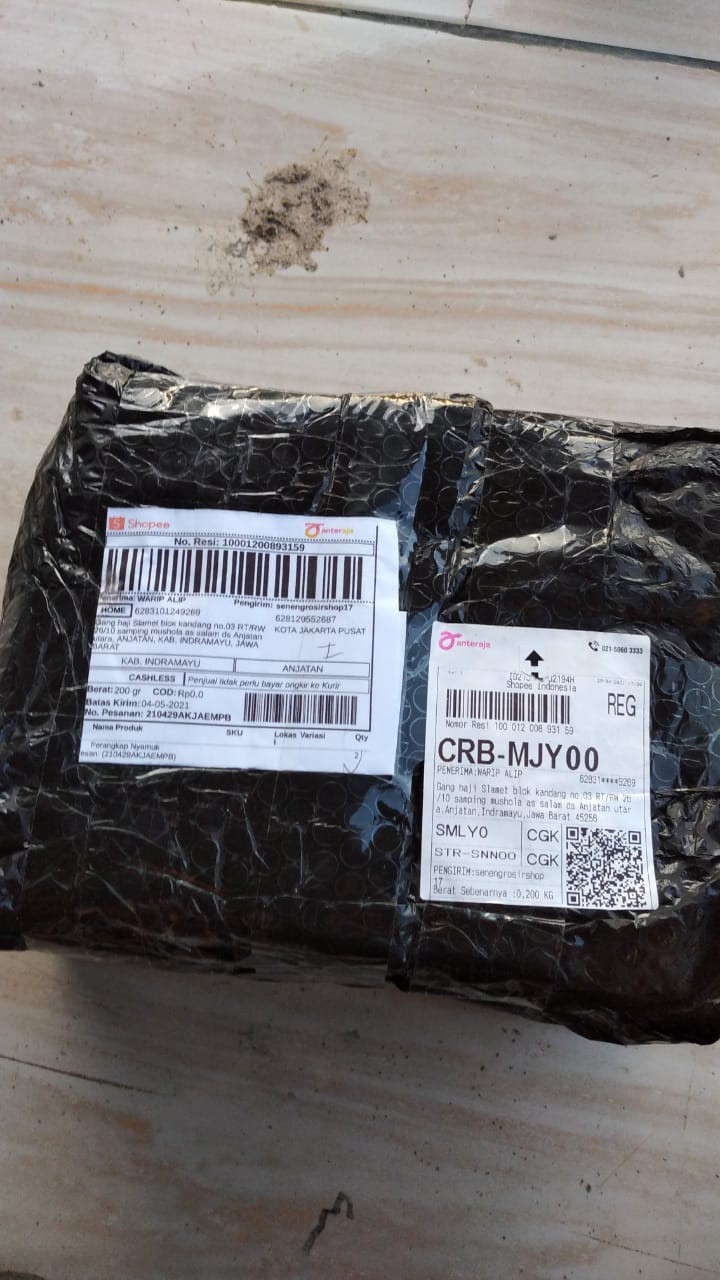 Shopee
anteraja
No. Resi: 10001200893159
Penerima: WARIP ALIP
Pengirim: senengrosirshop17
HOME 6283101249269
628129552687
Gang haji Slamet blok kandang no.03 RT/RW
KOTA JAKARTA PUSAT
26/10 samping mushola as salam ds Anjatan
utara, ANJATAN, KAB. INDRAMAYU, JAWA
BARAT
KAB. INDRAMAYU ANJATAN
CASHLESS Penjual tidak perlu bayar ongkir ke Kurir
Berat: 200 gr COD: Rp0.0
Batas Kirim: 04-05-2021
No. Pesanan: 210429AKJAEMPB
Nama Produk SKU Lokas Variasi Qty
i
Perangkap Nyamuk 2
esan: (210429AKJAEMPB)
anteraja 021-5060 3333
Shopee Indonesia
REG
Nomor Resi 100 012 008 931 59
CRB-MJY00
PENERIMA:WARIP ALIP
62831****9269
Gang haji Slamet blok kandang no.03 RT/RW 26
/10 samping mushola as salam ds Anjatan utar
a,Anjatan,Indramayu,Jawa Barat 45256
SMLY0 CGK
STR-SNN00 CGK
PENGIRIM:senengrosirshop
17
Berat Sebenarnya :0,200 KG